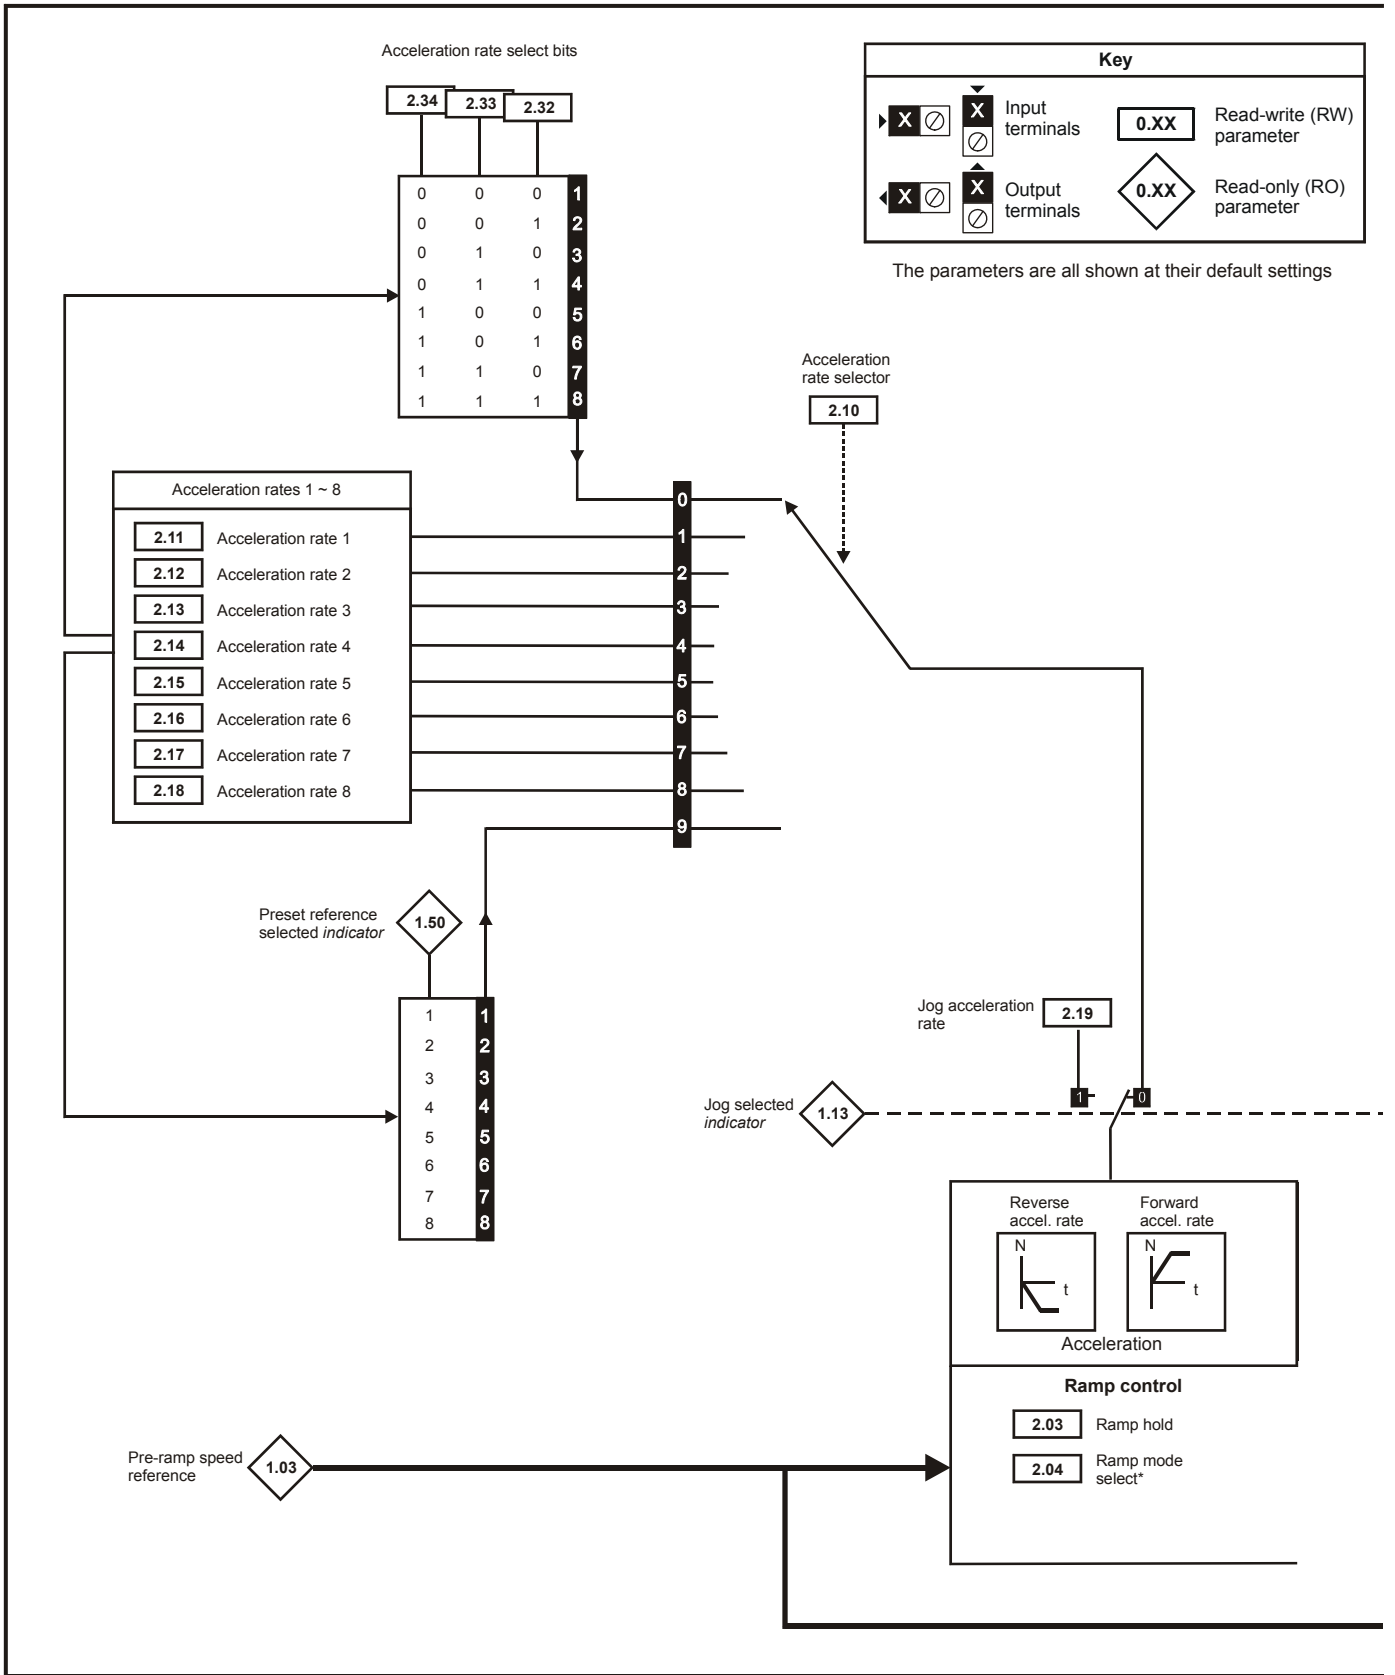 Acceleration rate select bits
2.34 2.33 2.32
0 0 0 1
0 0 1 2
0 1 0 3
0 1 1 4
1 0 0 5
1 0 1 6
1 1 0 7
1 1 1 8
Key
X X Input
terminals
0.XX Read-write (RW)
parameter
X X Output
terminals
0.XX Read-only (RO)
parameter
The parameters are all shown at their default settings
Acceleration
rate selector
2.10
Acceleration rates 1 ~ 8
2.11 Acceleration rate 1
2.12 Acceleration rate 2
2.13 Acceleration rate 3
2.14 Acceleration rate 4
2.15 Acceleration rate 5
2.16 Acceleration rate 6
2.17 Acceleration rate 7
2.18 Acceleration rate 8
0
1
2
3
4
5
6
7
8
9
Preset reference
selected indicator
1.50
1 1
2 2
3 3
4 4
5 5
6 6
7 7
8 8
Jog acceleration
rate
2.19
1 0
Jog selected
indicator
1.13
Reverse
accel. rate
N
t
Forward
accel. rate
N
t
Acceleration
Ramp control
2.03 Ramp hold
2.04 Ramp mode
select*
Pre-ramp speed
reference
1.03